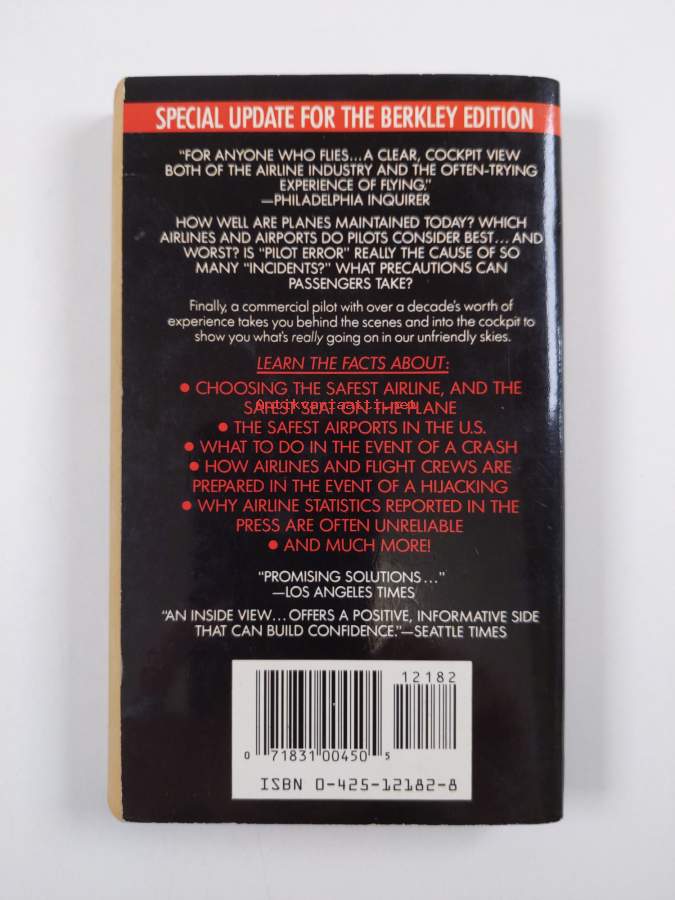 SPECIAL UPDATE FOR THE BERKLEY EDITION
"FOR ANYONE WHO FLIES...A CLEAR, COCKPIT VIEW
BOTH OF THE AIRLINE INDUSTRY AND THE OFTEN-TRYING
EXPERIENCE OF FLYING."
—PHILADELPHIA INQUIRER
HOW WELL ARE PLANES MAINTAINED TODAY? WHICH
AIRLINES AND AIRPORTS DO PILOTS CONSIDER BEST...AND
WORST? IS "PILOT ERROR" REALLY THE CAUSE OF SO
MANY "INCIDENTS?" WHAT PRECAUTIONS CAN
PASSENGERS TAKE?
Finally, a commercial pilot with over a decade's worth of
experience takes you behind the scenes and into the cockpit to
show you what's really going on in our unfriendly skies.
LEARN THE FACTS ABOUT:
● CHOOSING THE SAFEST AIRLINE, AND THE
SAFEST SEAT ON THE PLANE
● THE SAFEST AIRPORTS IN THE U.S.
● WHAT TO DO IN THE EVENT OF A CRASH
● HOW AIRLINES AND FLIGHT CREWS ARE
PREPARED IN THE EVENT OF A HIJACKING
● WHY AIRLINE STATISTICS REPORTED IN THE
PRESS ARE OFTEN UNRELIABLE
● AND MUCH MORE!
"PROMISING SOLUTIONS..."
—LOS ANGELES TIMES
"AN INSIDE VIEW...OFFERS A POSITIVE, INFORMATIVE SIDE
THAT CAN BUILD CONFIDENCE."—SEATTLE TIMES
12182
0 71831 00450 5
ISBN 0-425-12182-8